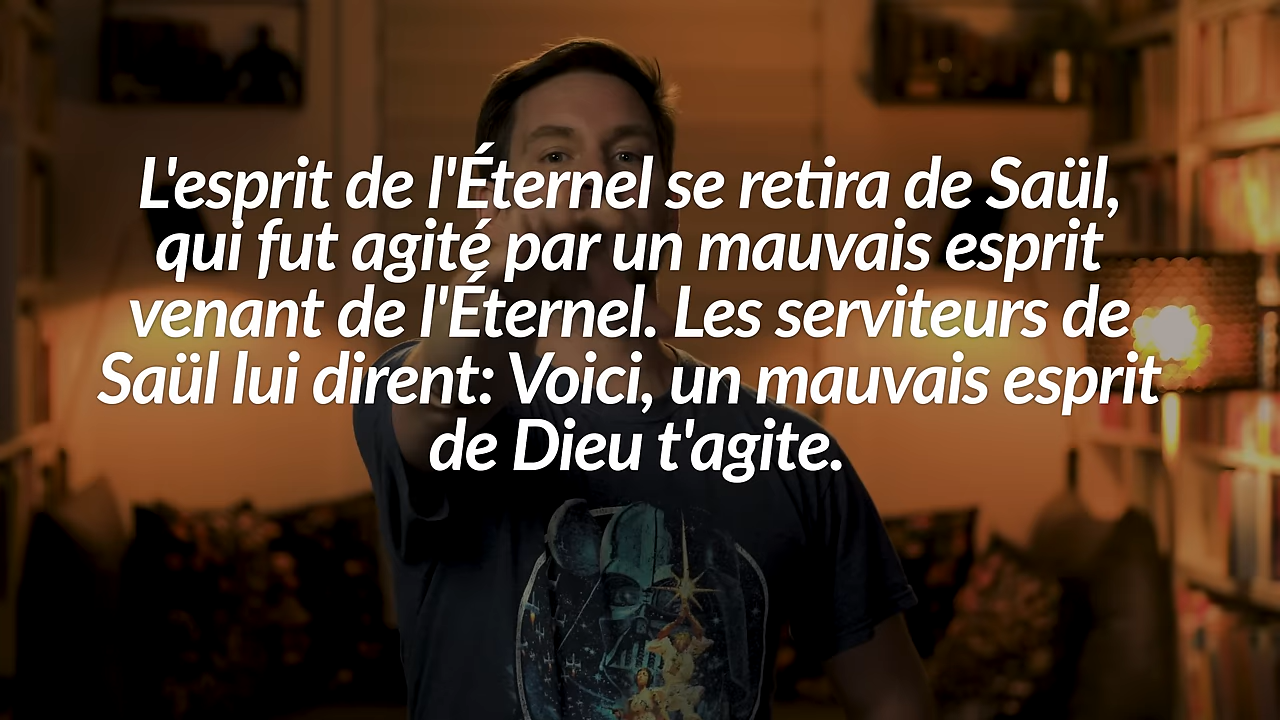 L'esprit de l'Éternel se retira de Saül,
qui fut agité par un mauvais esprit
venant de l'Éternel. Les serviteurs de
Saül lui dirent: Voici, un mauvais esprit
de Dieu t'agite.